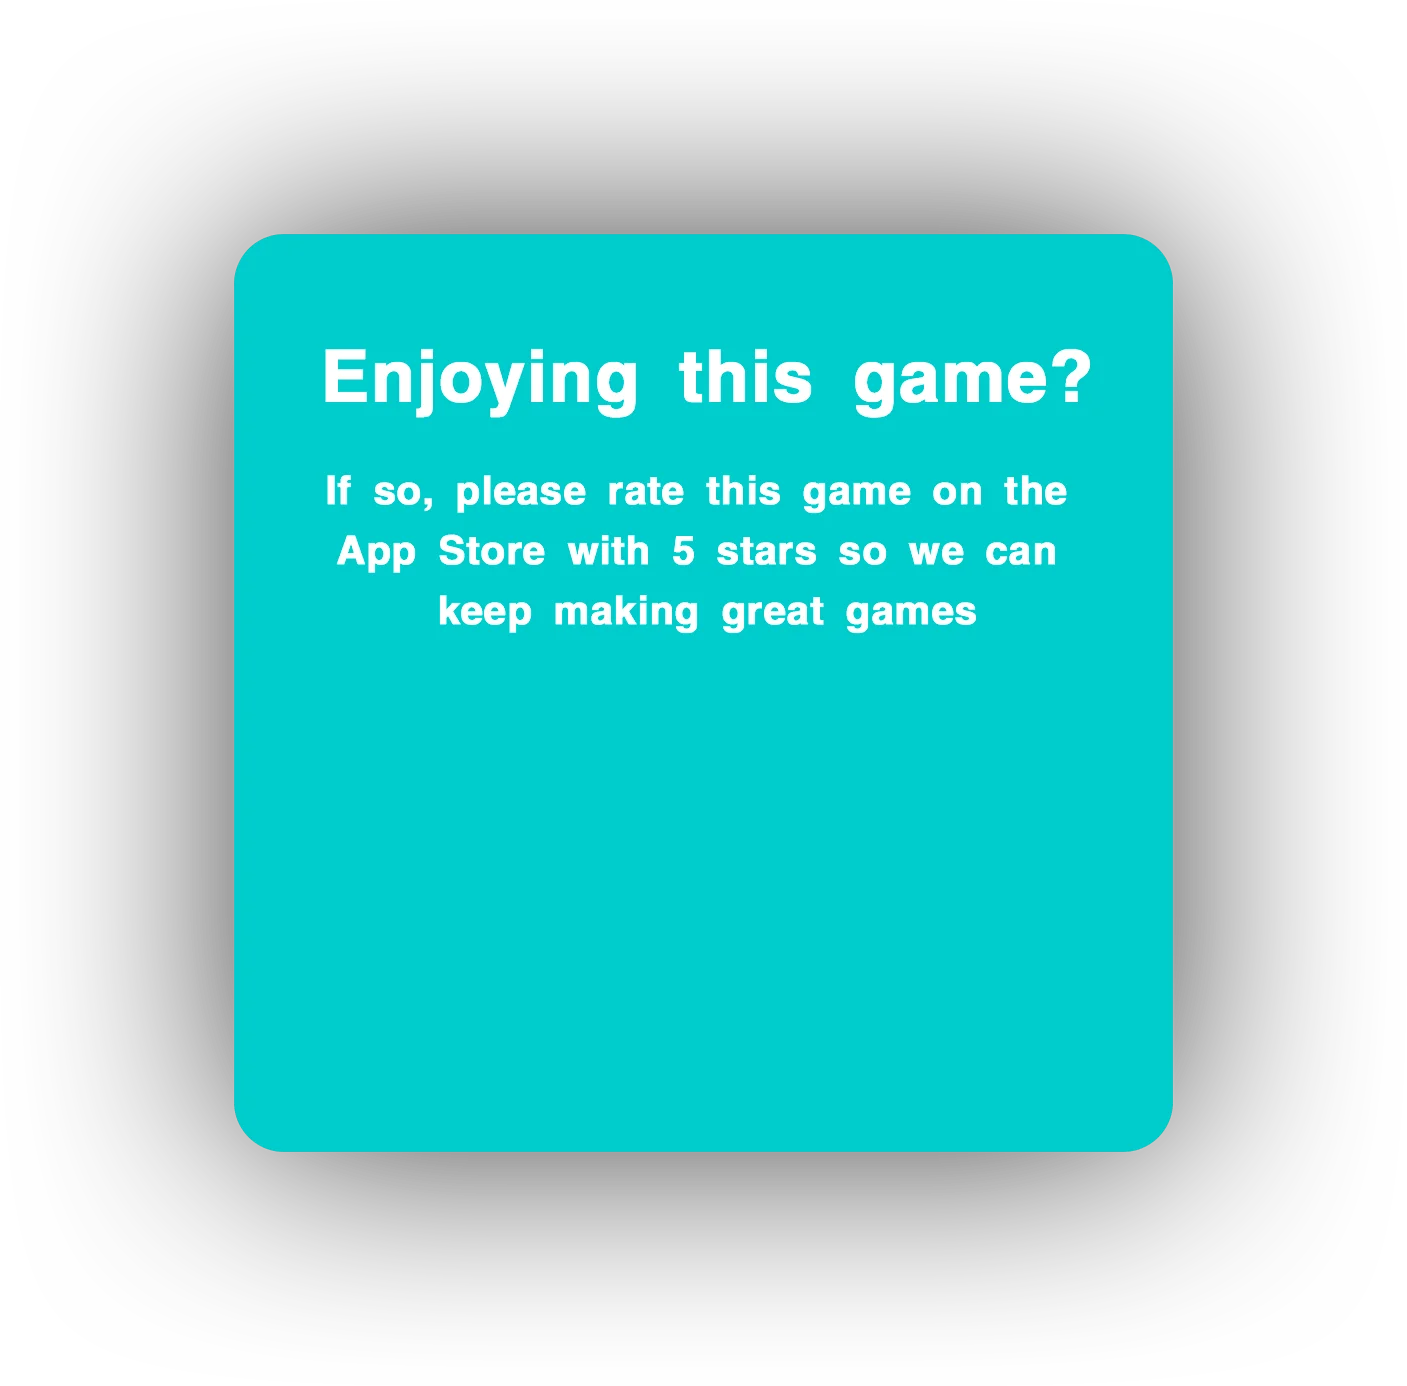 Enjoying this game?
If so, please rate this game on the
App Store with 5 stars so we can
keep making great games